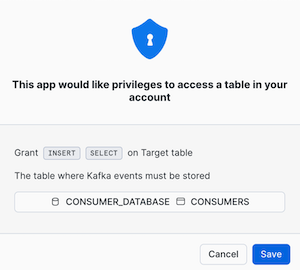 This app would like privileges to access a table in your
account
Grant INSERT SELECT on Target table
The table where Kafka events must be stored
CONSUMER_DATABASE CONSUMERS
Cancel Save